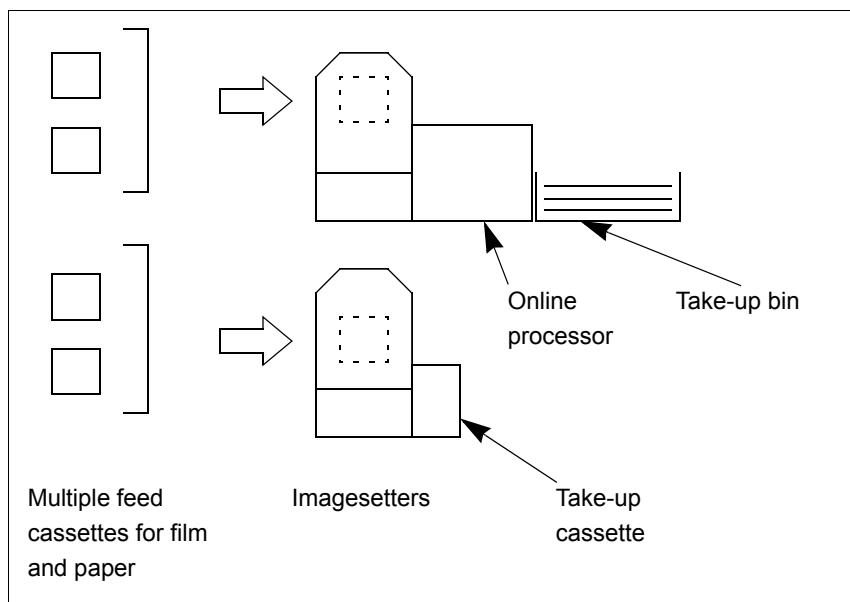 Online
processor
Take-up bin
Multiple feed
cassettes for film
and paper
Imagesetters
Take-up
cassette